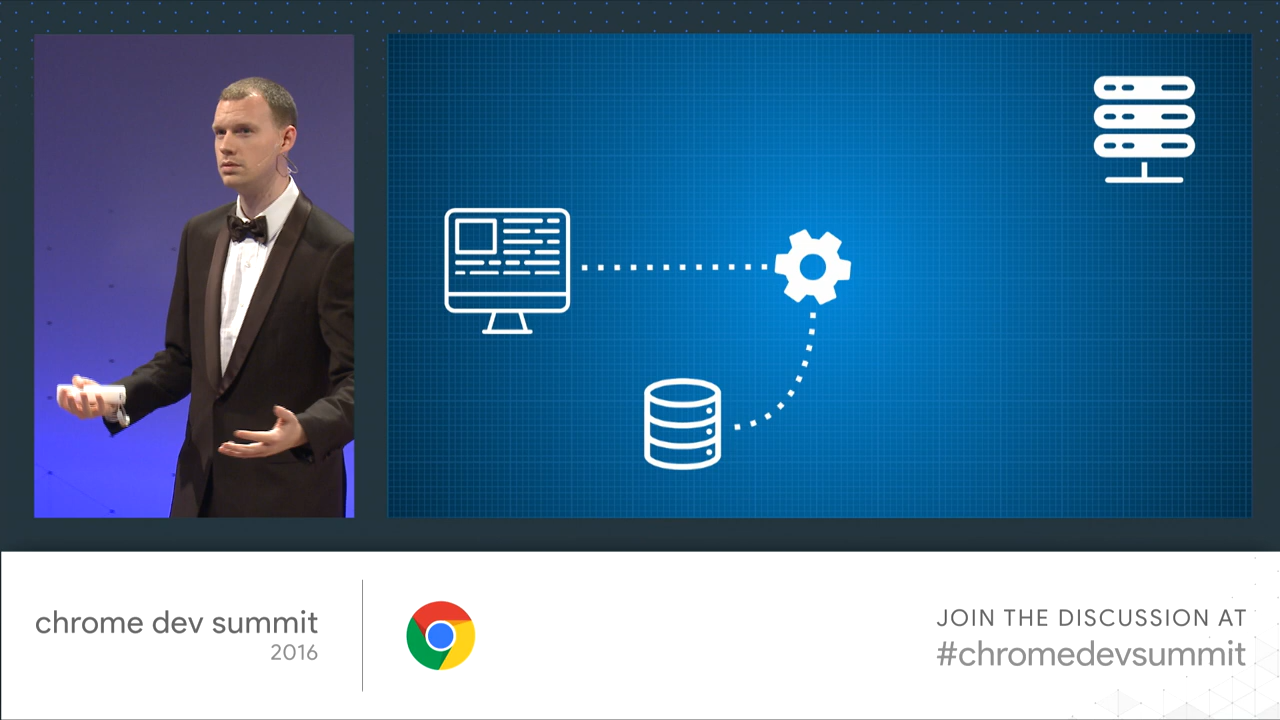 chrome dev summit
2016
JOIN THE DISCUSSION AT
#chromedevsummit